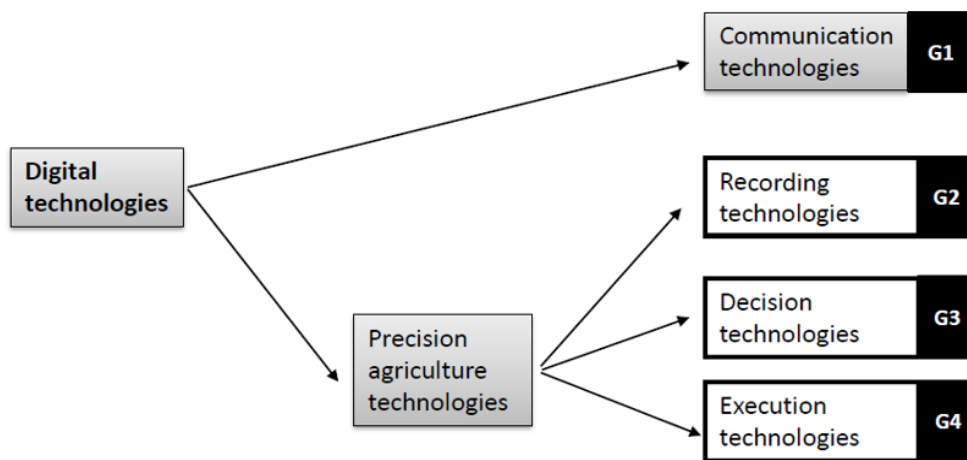 Communication
technologies
G1
Digital
technologies
Recording
technologies
G2
Decision
technologies
G3
Precision
agriculture
technologies
Execution
technologies
G4